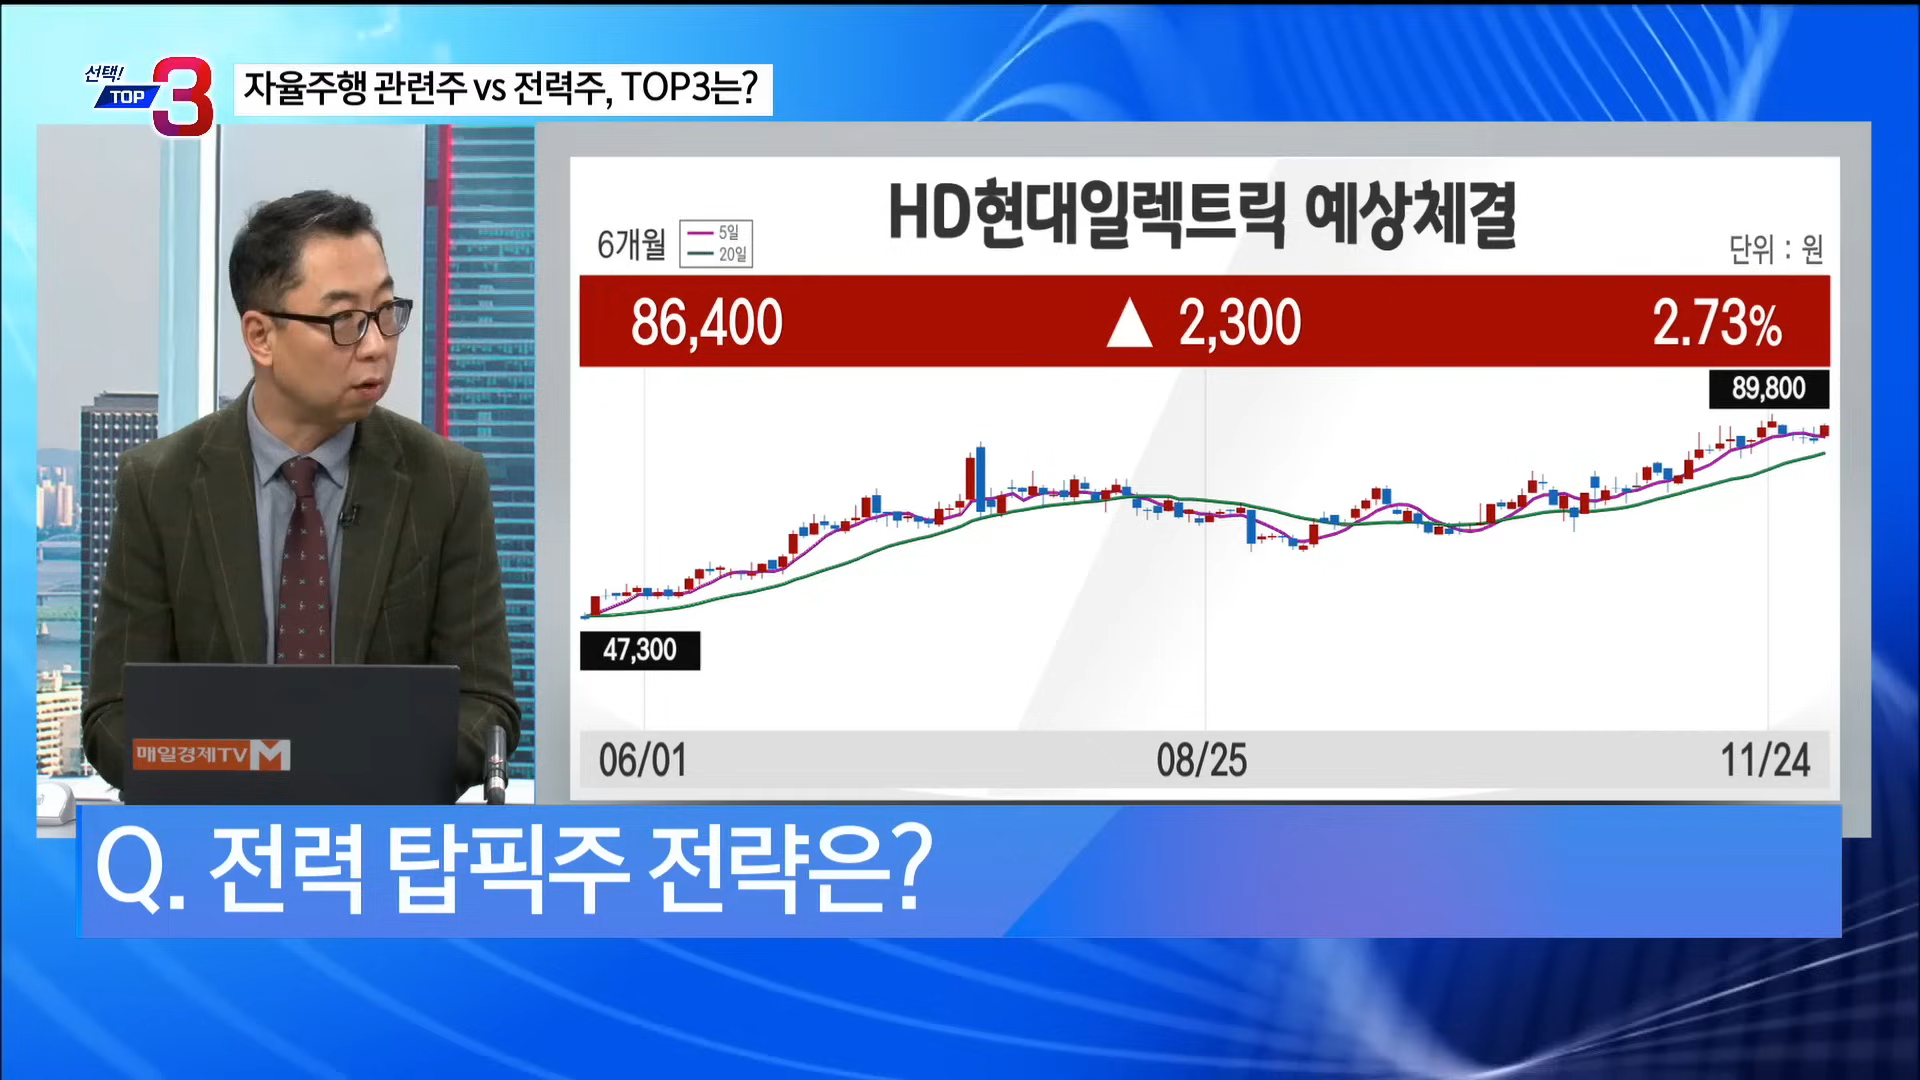 선택!
TOP
3
자율주행 관련주 vs 전력주, TOP3는?
HD현대일렉트릭 예상체결
6개월
5일
20일
단위 : 원
86,400 ▲ 2,300 2.73%
89,800
47,300
06/01 08/25 11/24
매일경제TV M
Q. 전력 탑픽주 전략은?